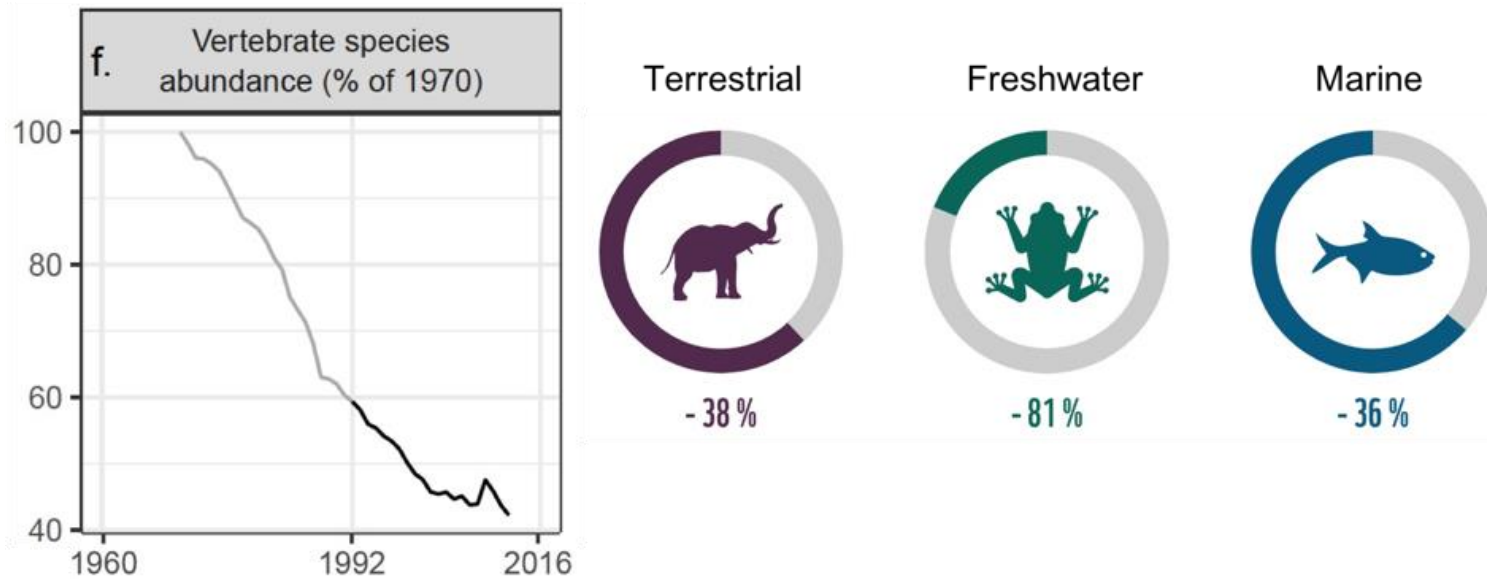 f.
Vertebrate species
abundance (% of 1970)
100
80
60
40
1960 1992 2016
Terrestrial Freshwater Marine
- 38 % - 81 % - 36 %